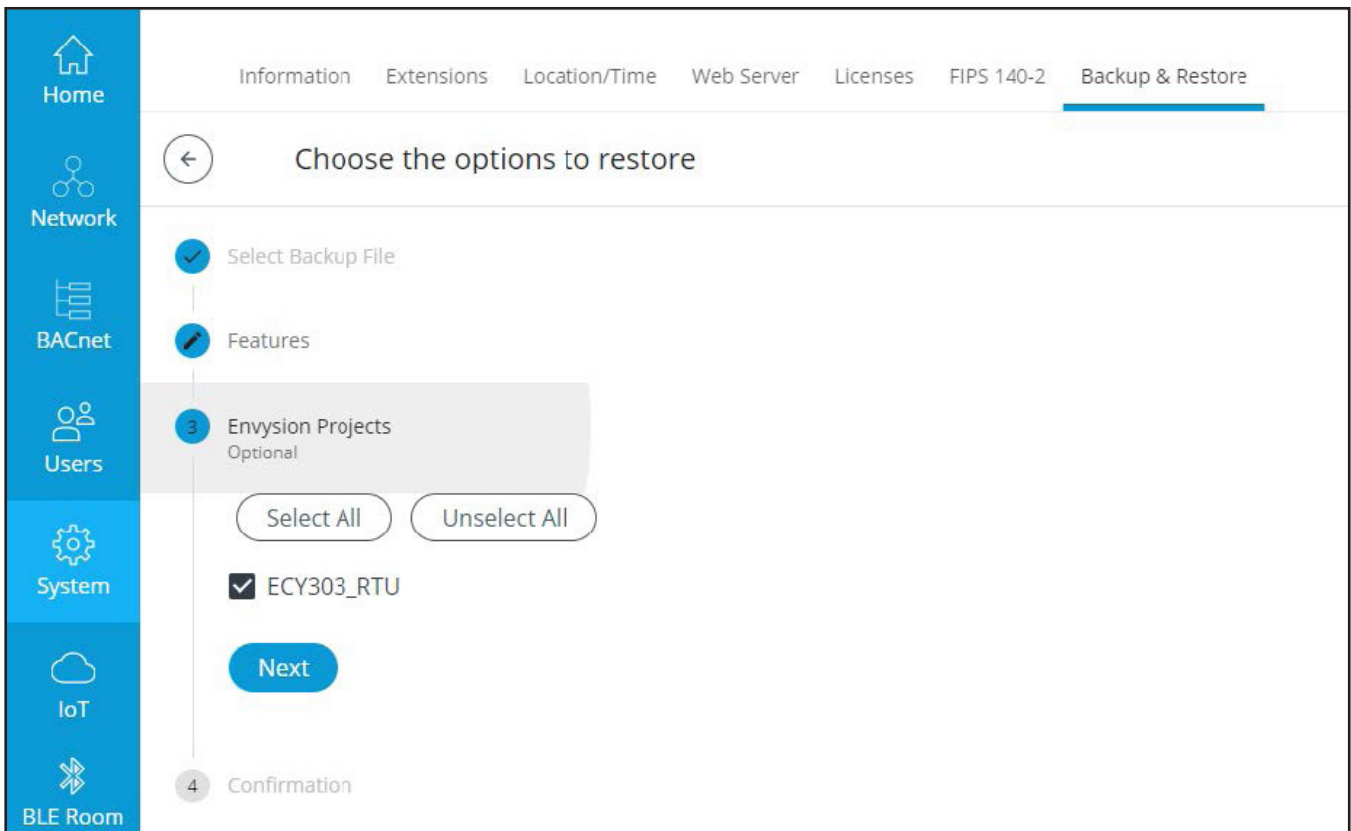 Home
Network
BACnet
Users
System
IoT
BLE Room
Information Extensions Location/Time Web Server Licenses FIPS 140-2 Backup & Restore
Choose the options to restore
Select Backup File
Features
3 Envysion Projects
Optional
Select All Unselect All
ECY303_RTU
Next
4 Confirmation